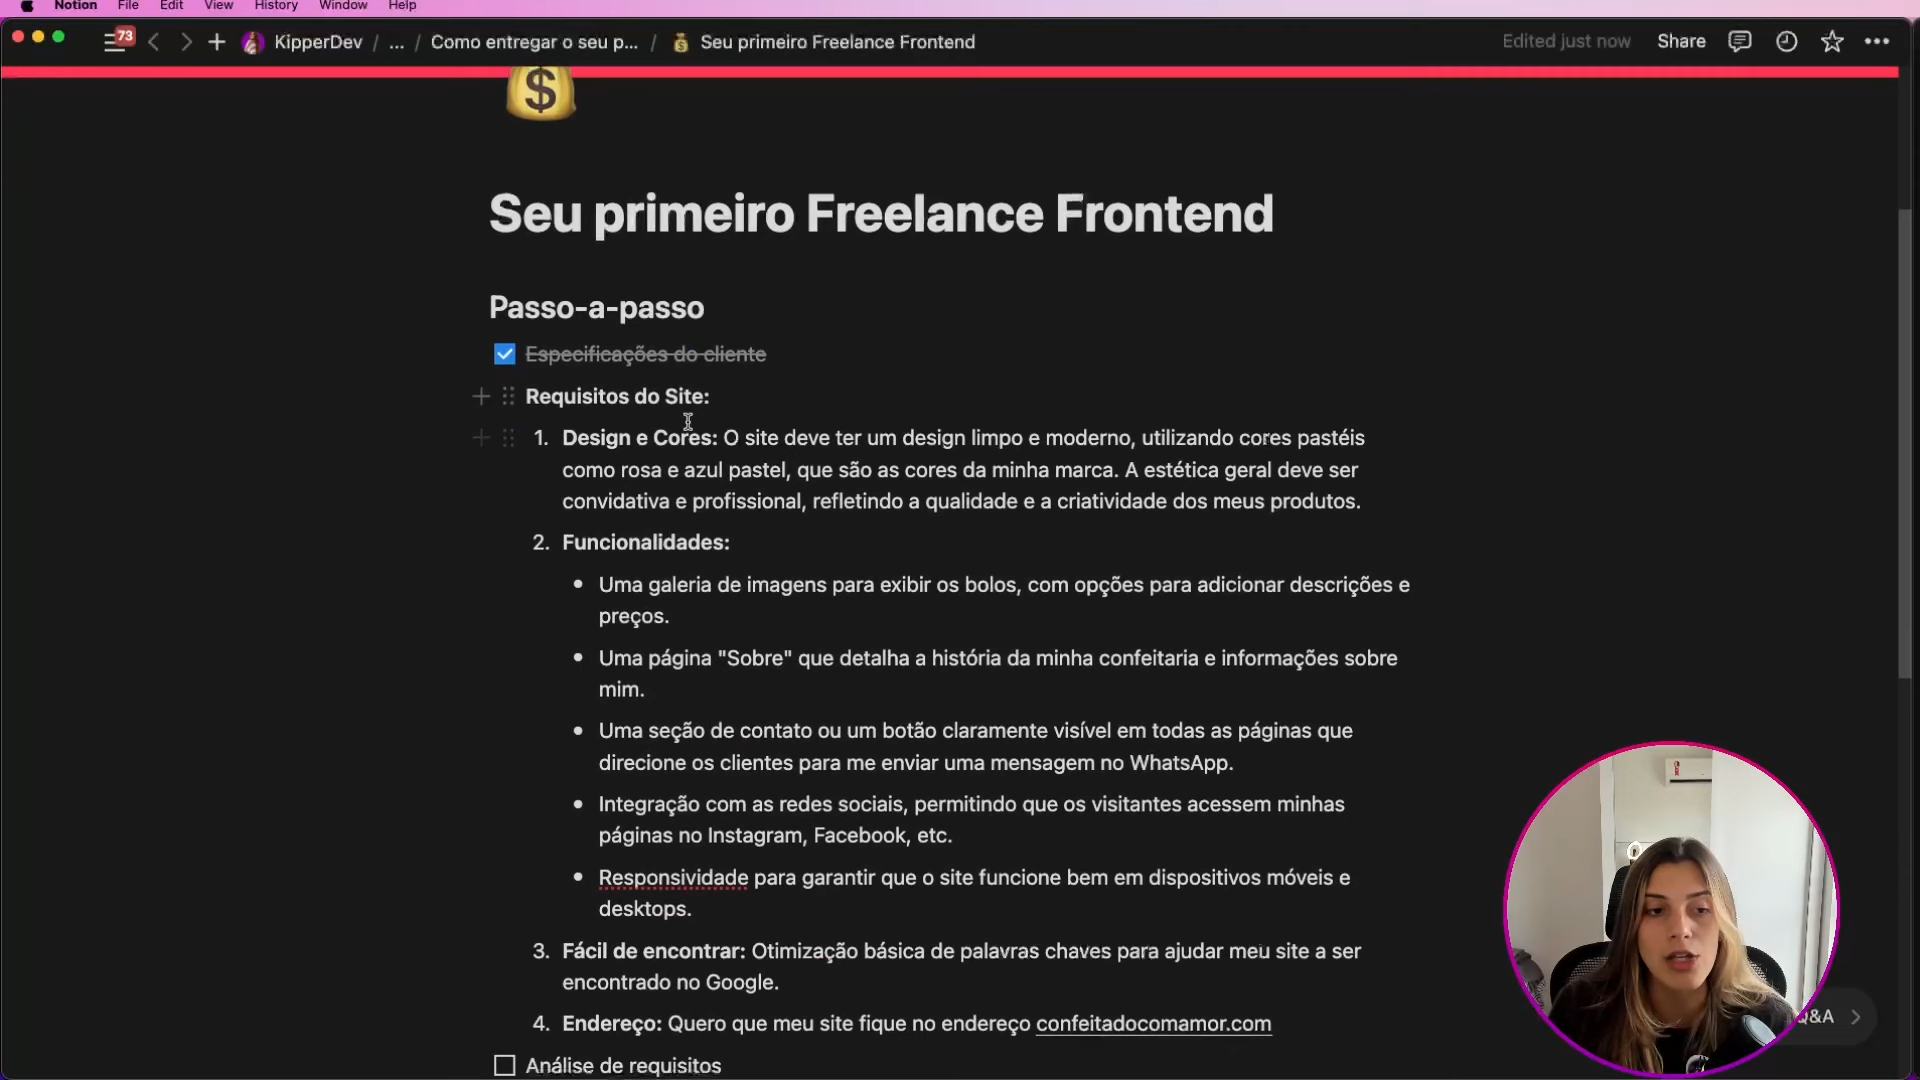 Notion File Edit View History Window Help
73 KipperDev / ... / Como entregar o seu p... / Seu primeiro Freelance Frontend Edited just now Share
$
Seu primeiro Freelance Frontend
Passo-a-passo
Especificações do cliente
Requisitos do Site:
1. Design e Cores: O site deve ter um design limpo e moderno, utilizando cores pastéis
como rosa e azul pastel, que são as cores da minha marca. A estética geral deve ser
convidativa e profissional, refletindo a qualidade e a criatividade dos meus produtos.
2. Funcionalidades:
• Uma galeria de imagens para exibir os bolos, com opções para adicionar descrições e
preços.
• Uma página "Sobre" que detalha a história da minha confeitaria e informações sobre
mim.
• Uma seção de contato ou um botão claramente visível em todas as páginas que
direcione os clientes para me enviar uma mensagem no WhatsApp.
• Integração com as redes sociais, permitindo que os visitantes acessem minhas
páginas no Instagram, Facebook, etc.
• Responsividade para garantir que o site funcione bem em dispositivos móveis e
desktops.
3. Fácil de encontrar: Otimização básica de palavras chaves para ajudar meu site a ser
encontrado no Google.
4. Endereço: Quero que meu site fique no endereço confeitadocomamor.com
Q&A
Análise de requisitos